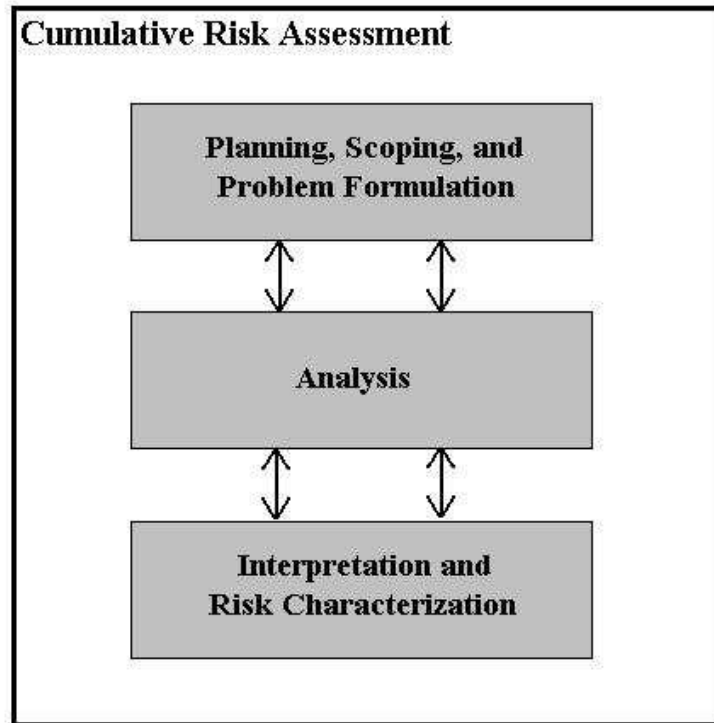 Cumulative Risk Assessment
Planning, Scoping, and
Problem Formulation
Analysis
Interpretation and
Risk Characterization